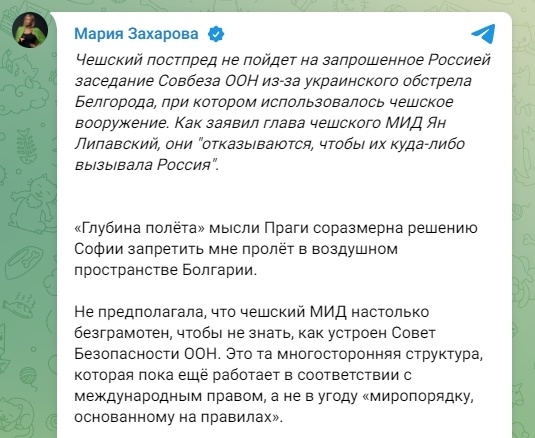 Мария Захарова
Чешский постпред не пойдет на запрошенное Россией
заседание Совбеза ООН из-за украинского обстрела
Белгорода, при котором использовалось чешское
вооружение. Как заявил глава чешского МИД Ян
Липавский, они "отказываются, чтобы их куда-либо
вызывала Россия".
«Глубина полёта» мысли Праги соразмерна решению
Софии запретить мне пролёт в воздушном
пространстве Болгарии.
Не предполагала, что чешский МИД настолько
безграмотен, чтобы не знать, как устроен Совет
Безопасности ООН. Это та многосторонняя структура,
которая пока ещё работает в соответствии с
международным правом, а не в угоду «миропорядку,
основанному на правилах».